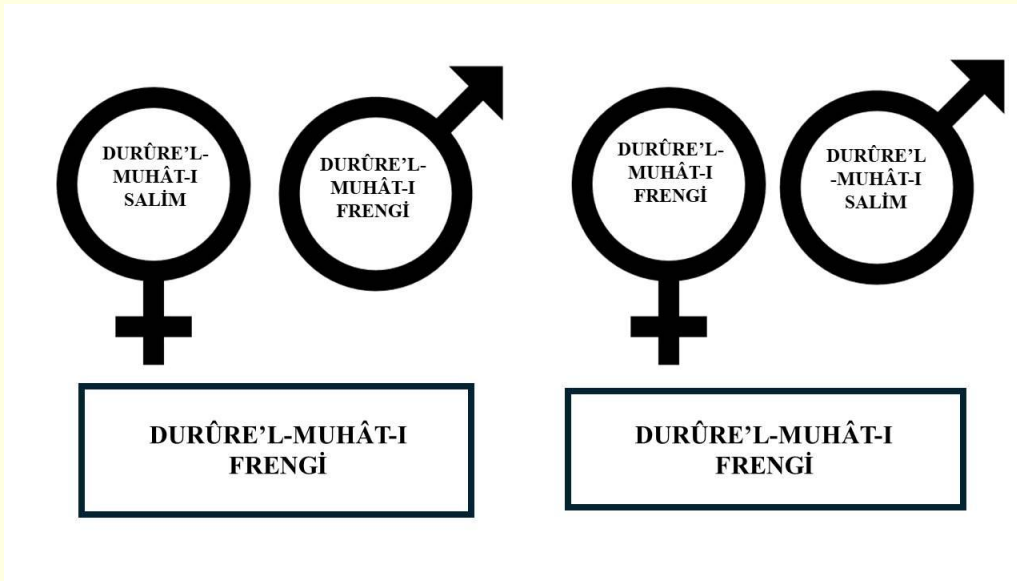 DURÛRE’L-
MUHÂT-I
SALİM
DURÛRE’L-
MUHÂT-I
FRENGİ
DURÛRE’L-MUHÂT-I
FRENGİ
DURÛRE’L-
MUHÂT-I
FRENGİ
DURÛRE’L
-MUHÂT-I
SALİM
DURÛRE’L-MUHÂT-I
FRENGİ